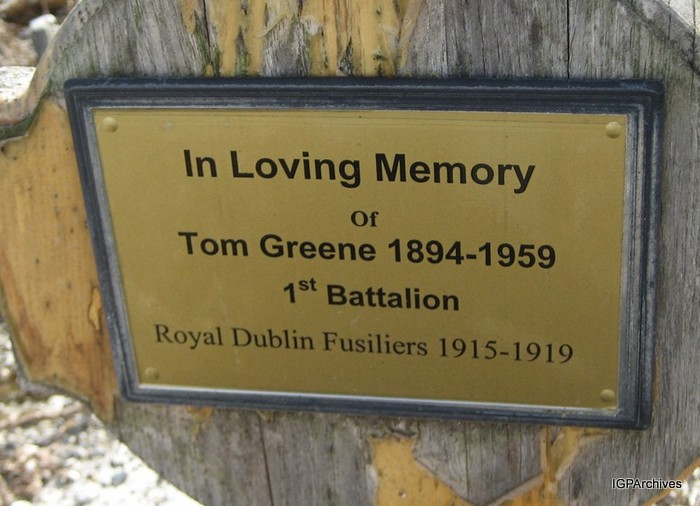 In Loving Memory
Of
Tom Greene 1894-1959
1st Battalion
Royal Dublin Fusiliers 1915-1919
IGPArchives